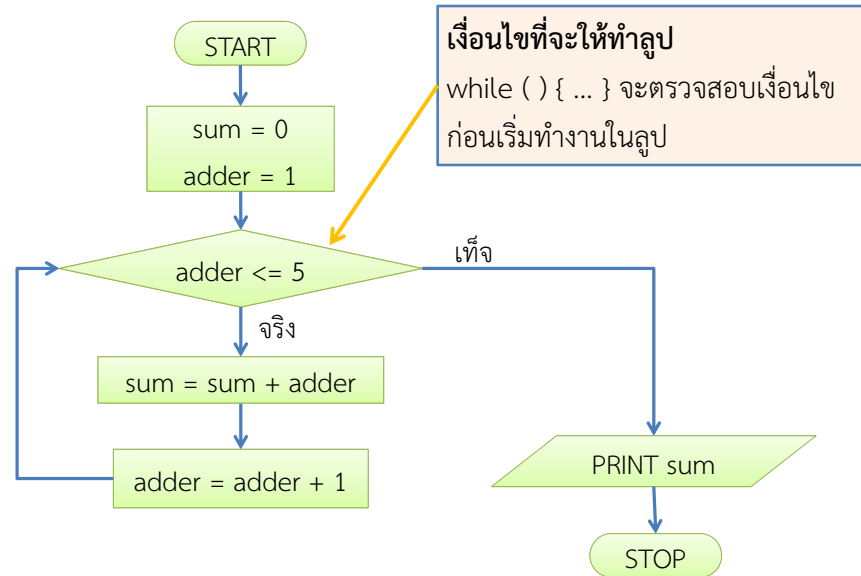 START
เงื่อนไขที่จะให้ทำลูป
while ( ) { ... } จะตรวจสอบเงื่อนไข
ก่อนเริ่มทำงานในลูป
sum = 0
adder = 1
adder <= 5
เท็จ
จริง
sum = sum + adder
adder = adder + 1
PRINT sum
STOP